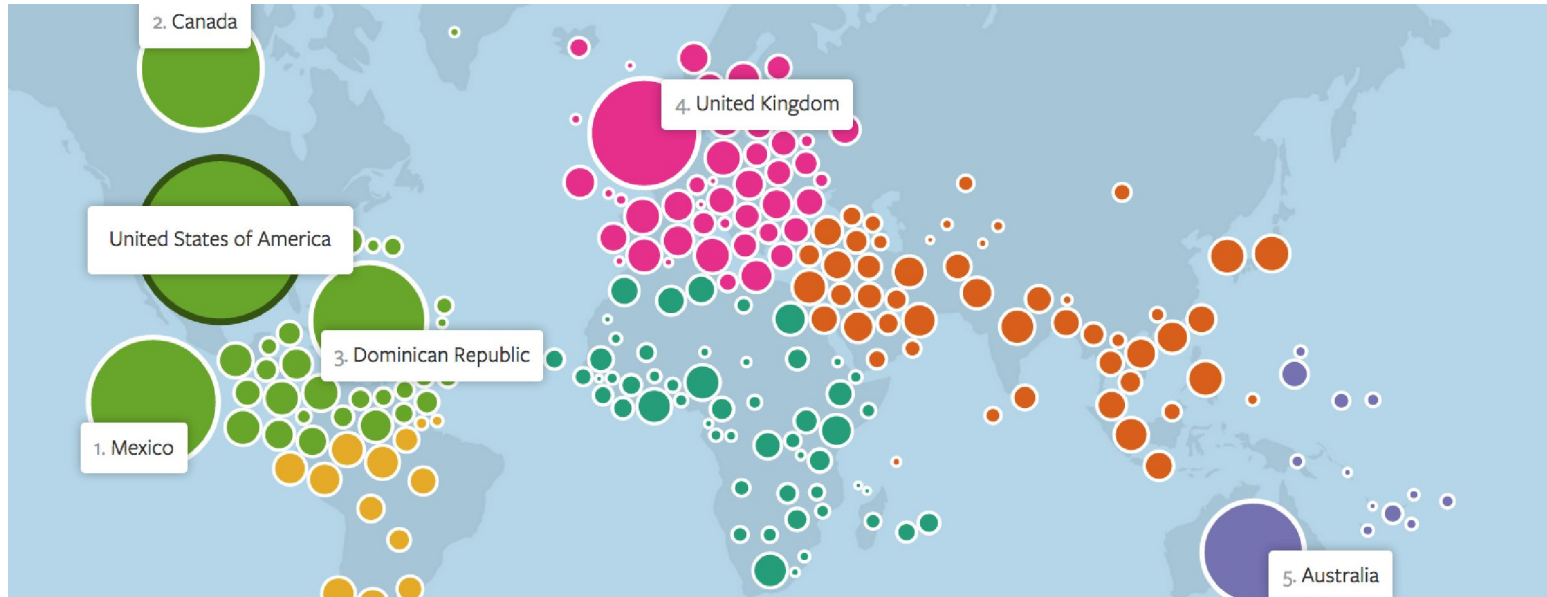 2. Canada
4. United Kingdom
United States of America
3. Dominican Republic
1. Mexico
5. Australia